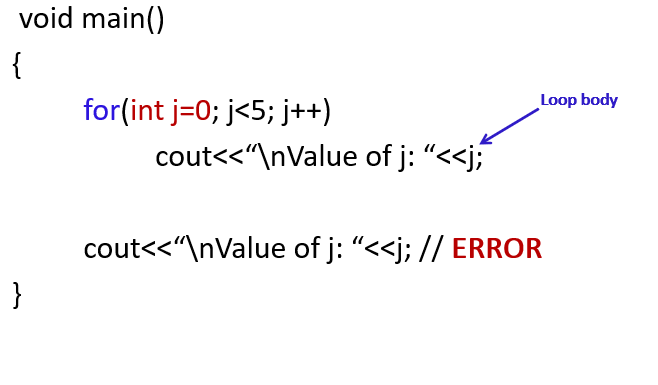 void main()
{
for(int j=0; j<5; j++)
Loop body
cout<<“\nValue of j: “<<j;
cout<<“\nValue of j: “<<j; // ERROR
}